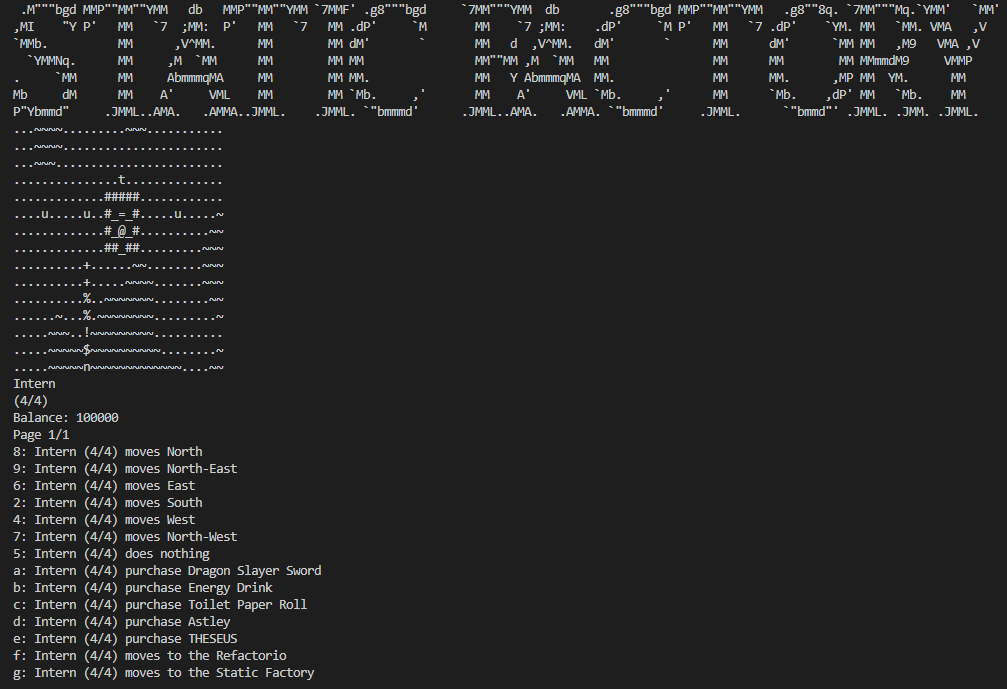 .M"""bgd MMP""MM""YMM   db   MMP""MM""YMM `7MMF' .g8"""bgd     `7MM"""YMM  db       .g8"""bgd MMP""MM""YMM   .g8""8q. `7MM"""Mq.`YMM'   `MM'
,MI    "Y P'   MM   `7  ;MM:  P'   MM   `7   MM .dP'     `M       MM    `7 ;MM:    .dP'     `M P'   MM   `7 .dP'    `YM. MM   `MM. VMA   ,V
`MMb.          MM      ,V^MM.      MM        MM dM'       `       MM   d  ,V^MM.   dM'       `      MM      dM'      `MM MM   ,M9   VMA ,V
  `YMMNq.      MM     ,M  `MM      MM        MM MM                MM""MM ,M  `MM   MM               MM      MM        MM MMmmdM9     VMMP
.     `MM      MM     AbmmmqMA     MM        MM MM.               MM   Y AbmmmqMA  MM.              MM      MM.      ,MP MM  YM.      MM
Mb     dM      MM    A'     VML    MM        MM `Mb.     ,'       MM    A'     VML `Mb.     ,'      MM      `Mb.    ,dP' MM   `Mb.    MM
P"Ybmmd"     .JMML..AMA.   .AMMA..JMML.    .JMML. `"bmmmd'      .JMML..AMA.   .AMMA. `"bmmmd'     .JMML.      `"bmmd"' .JMML. .JMM. .JMML.
...~~~~.........~~~...........
...~~~~.......................
...~~~........................
...............t..............
.............#####............
....u.....u..#_=_#.....u.....~
.............#_@_#..........~~
.............##_##.........~~~
..........+......~~........~~~
..........+.....~~~~.......~~~
..........%..~~~~~~~........~~
......~...%.~~~~~~~~.........~
.....~~~..!~~~~~~~~~..........
.....~~~~~$~~~~~~~~~~........~
.....~~~~~n~~~~~~~~~~~~~....~~
Intern
(4/4)
Balance: 100000
Page 1/1
8: Intern (4/4) moves North
9: Intern (4/4) moves North-East
6: Intern (4/4) moves East
2: Intern (4/4) moves South
4: Intern (4/4) moves West
7: Intern (4/4) moves North-West
5: Intern (4/4) does nothing
a: Intern (4/4) purchase Dragon Slayer Sword
b: Intern (4/4) purchase Energy Drink
c: Intern (4/4) purchase Toilet Paper Roll
d: Intern (4/4) purchase Astley
e: Intern (4/4) purchase THESEUS
f: Intern (4/4) moves to the Refactorio
g: Intern (4/4) moves to the Static Factory